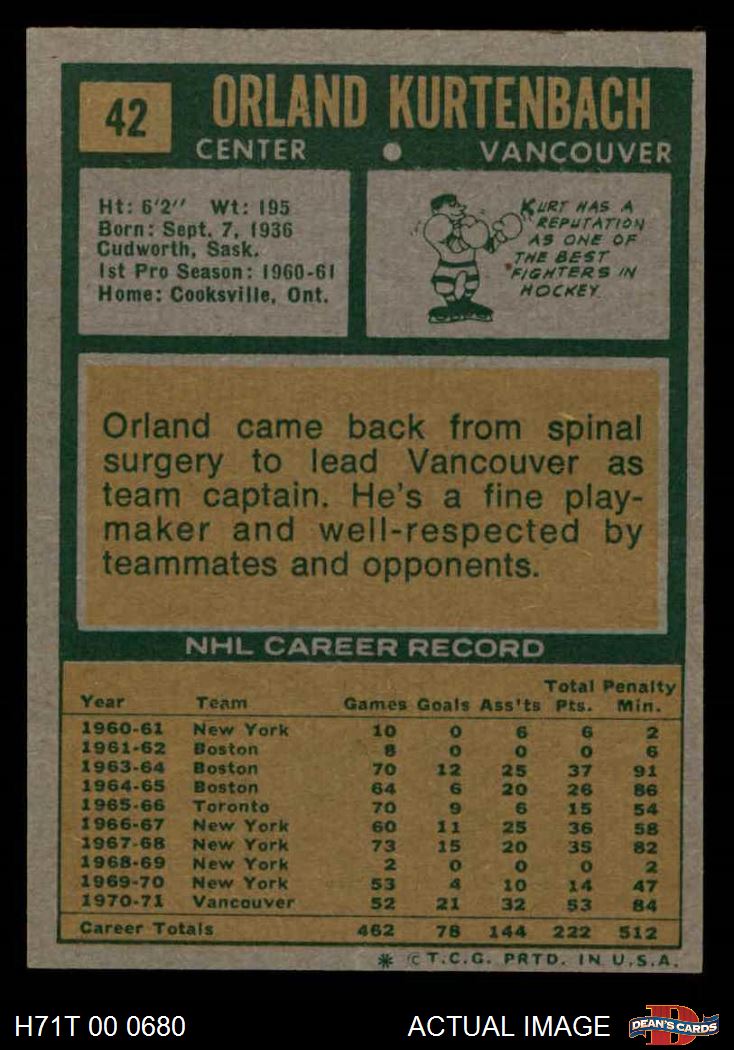 42
ORLAND KURTENBACH
CENTER • VANCOUVER
Ht: 6'2" Wt: 195
Born: Sept. 7, 1936
Cudworth, Sask.
1st Pro Season: 1960-61
Home: Cooksville, Ont.
KURT HAS A
REPUTATION
AS ONE OF
THE BEST
FIGHTERS IN
HOCKEY
Orland came back from spinal
surgery to lead Vancouver as
team captain. He's a fine play-
maker and well-respected by
teammates and opponents.
NHL CAREER RECORD
Year Team Games Goals Ass'ts Total Pts. Penalty Min.
1960-61 New York 10 0 6 6 2
1961-62 Boston 8 0 0 0 6
1963-64 Boston 70 12 25 37 91
1964-65 Boston 64 6 20 26 86
1965-66 Toronto 70 9 6 15 54
1966-67 New York 60 11 25 36 58
1967-68 New York 73 15 20 35 82
1968-69 New York 2 0 0 0 2
1969-70 New York 53 4 10 14 47
1970-71 Vancouver 52 21 32 53 84
Career Totals 462 78 144 222 512
* © T.C.G. PRTD. IN U.S.A.
H71T 00 0680 ACTUAL IMAGE
D
DEAN'S CARDS